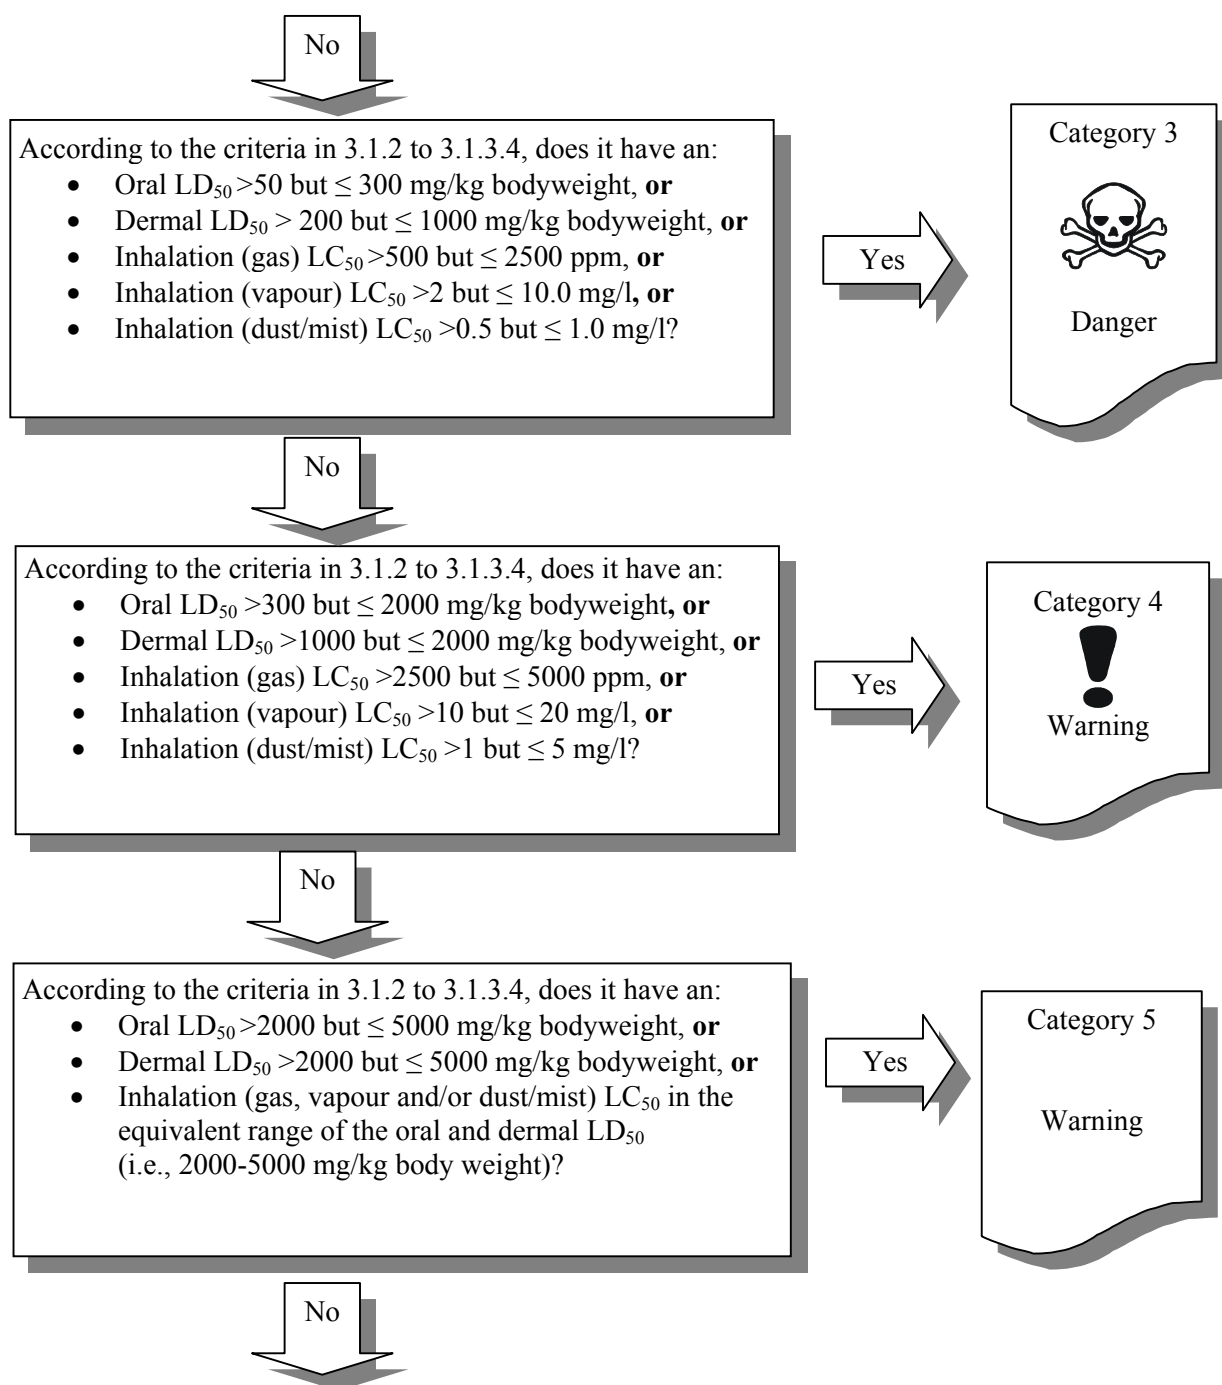 No
According to the criteria in 3.1.2 to 3.1.3.4, does it have an:
• Oral LD50 >50 but ≤ 300 mg/kg bodyweight, or
• Dermal LD50 > 200 but ≤ 1000 mg/kg bodyweight, or
• Inhalation (gas) LC50 >500 but ≤ 2500 ppm, or
• Inhalation (vapour) LC50 >2 but ≤ 10.0 mg/l, or
• Inhalation (dust/mist) LC50 >0.5 but ≤ 1.0 mg/l?
Yes
Category 3
Danger
No
According to the criteria in 3.1.2 to 3.1.3.4, does it have an:
• Oral LD50 >300 but ≤ 2000 mg/kg bodyweight, or
• Dermal LD50 >1000 but ≤ 2000 mg/kg bodyweight, or
• Inhalation (gas) LC50 >2500 but ≤ 5000 ppm, or
• Inhalation (vapour) LC50 >10 but ≤ 20 mg/l, or
• Inhalation (dust/mist) LC50 >1 but ≤ 5 mg/l?
Yes
Category 4
Warning
No
According to the criteria in 3.1.2 to 3.1.3.4, does it have an:
• Oral LD50 >2000 but ≤ 5000 mg/kg bodyweight, or
• Dermal LD50 >2000 but ≤ 5000 mg/kg bodyweight, or
• Inhalation (gas, vapour and/or dust/mist) LC50 in the
equivalent range of the oral and dermal LD50
(i.e., 2000-5000 mg/kg body weight)?
Yes
Category 5
Warning
No